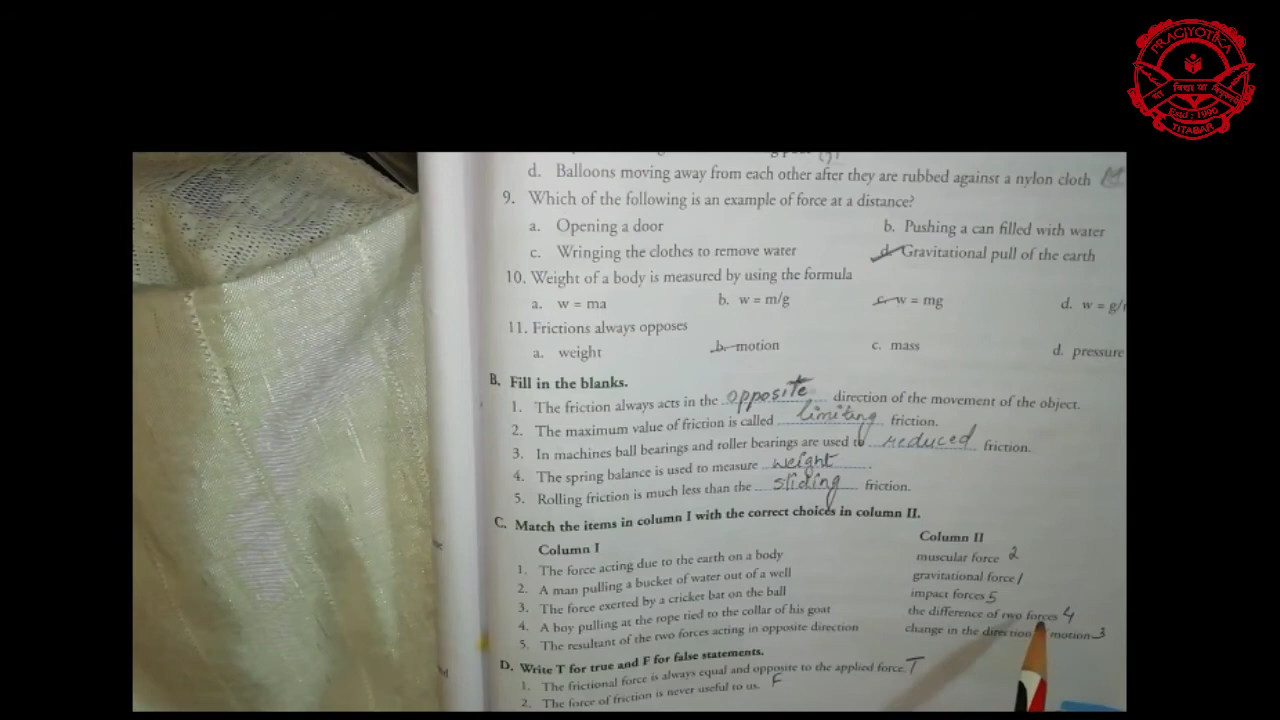 PRAGJYOTIKA
Estd : 1990
TITABAR
d. Balloons moving away from each other after they are rubbed against a nylon cloth
9. Which of the following is an example of force at a distance?
a. Opening a door b. Pushing a can filled with water
c. Wringing the clothes to remove water d. Gravitational pull of the earth
10. Weight of a body is measured by using the formula
a. w = ma b. w = m/g c. w = mg d. w = g/
11. Frictions always opposes
a. weight b. motion c. mass d. pressure
B. Fill in the blanks.
1. The friction always acts in the opposite direction of the movement of the object.
2. The maximum value of friction is called limiting friction.
3. In machines ball bearings and roller bearings are used to reduced friction.
4. The spring balance is used to measure weight.
5. Rolling friction is much less than the sliding friction.
C. Match the items in column I with the correct choices in column II.
Column I Column II
1. The force acting due to the earth on a body muscular force 2
2. A man pulling a bucket of water out of a well gravitational force 1
3. The force exerted by a cricket bat on the ball impact forces 5
4. A boy pulling at the rope tied to the collar of his goat the difference of two forces 4
5. The resultant of the two forces acting in opposite direction change in the direction motion 3
D. Write T for true and F for false statements.
1. The frictional force is always equal and opposite to the applied force. T
2. The force of friction is never useful to us. F